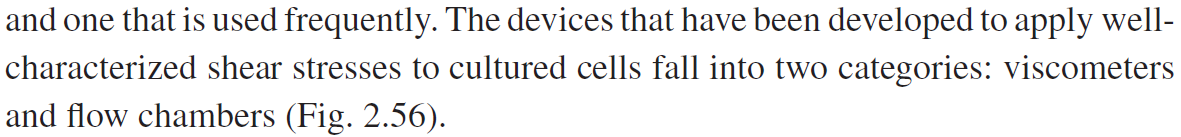 and one that is used frequently. The devices that have been developed to apply well-
characterized shear stresses to cultured cells fall into two categories: viscometers
and flow chambers (Fig. 2.56).